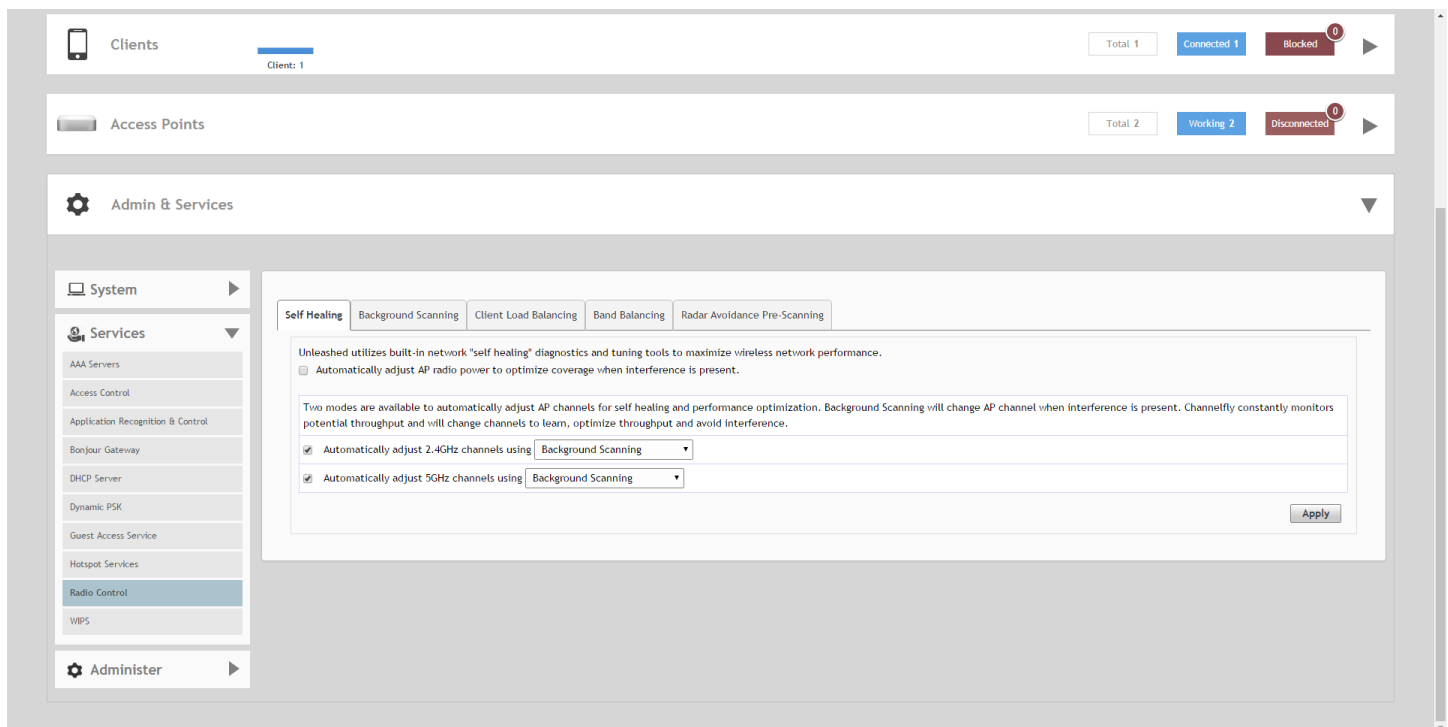 Clients
Client: 1
Total 1
Connected 1
Blocked
0
Access Points
Total 2
Working 2
Disconnected
0
Admin & Services
System
Services
AAA Servers
Access Control
Application Recognition & Control
Bonjour Gateway
DHCP Server
Dynamic PSK
Guest Access Service
Hotspot Services
Radio Control
WIPS
Administer
Self Healing
Background Scanning
Client Load Balancing
Band Balancing
Radar Avoidance Pre-Scanning
Unleashed utilizes built-in network "self healing" diagnostics and tuning tools to maximize wireless network performance.
Automatically adjust AP radio power to optimize coverage when interference is present.
Two modes are available to automatically adjust AP channels for self healing and performance optimization. Background Scanning will change AP channel when interference is present. Channelfly constantly monitors
potential throughput and will change channels to learn, optimize throughput and avoid interference.
Automatically adjust 2.4GHz channels using Background Scanning
Automatically adjust 5GHz channels using Background Scanning
Apply